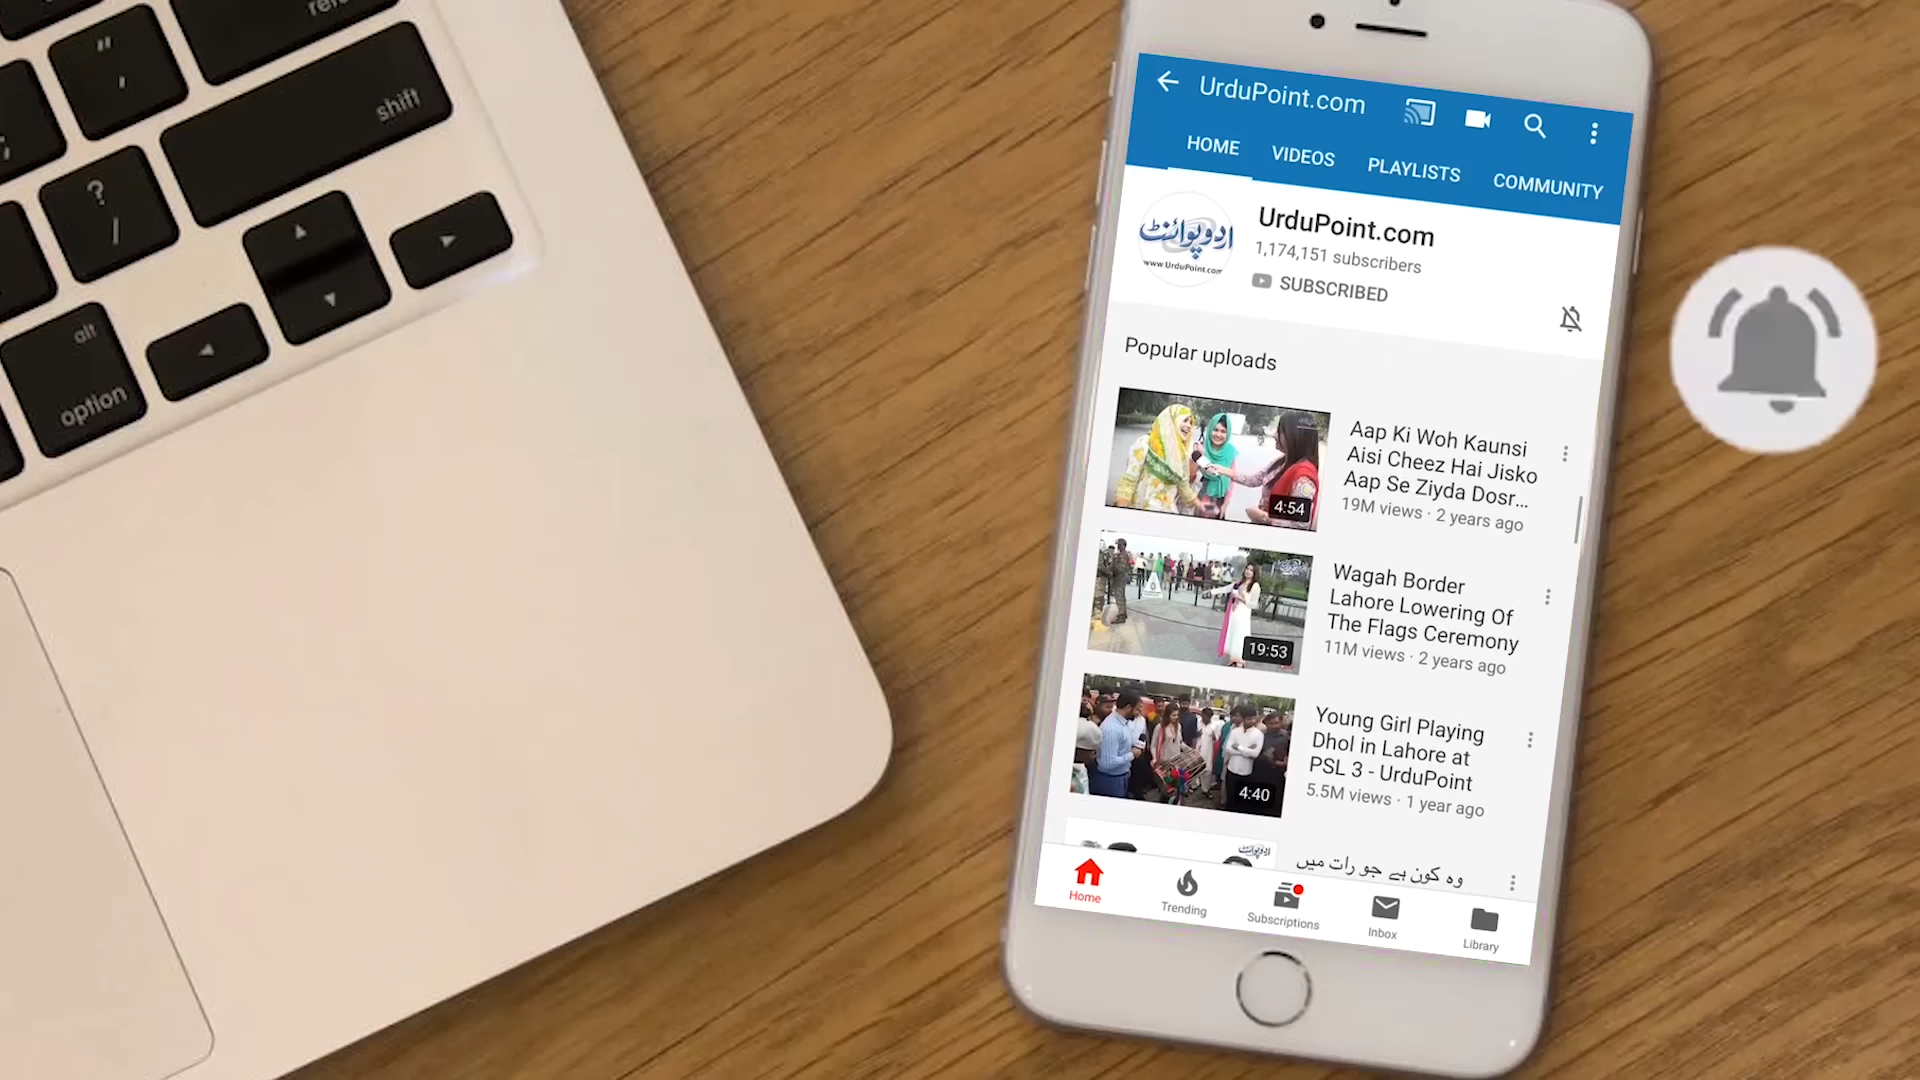 shift
alt
option
UrduPoint.com
HOME VIDEOS PLAYLISTS COMMUNITY
اردوپوائنٹ
www.UrduPoint.com
UrduPoint.com
1,174,151 subscribers
SUBSCRIBED
Popular uploads
Aap Ki Woh Kaunsi
Aisi Cheez Hai Jisko
Aap Se Ziyda Dosr...
19M views · 2 years ago
4:54
Wagah Border
Lahore Lowering Of
The Flags Ceremony
11M views · 2 years ago
19:53
Young Girl Playing
Dhol in Lahore at
PSL 3 - UrduPoint
5.5M views · 1 year ago
4:40
اردوپوائنٹ
وہ کون ہے جو رات میں
Home Trending Subscriptions Inbox Library